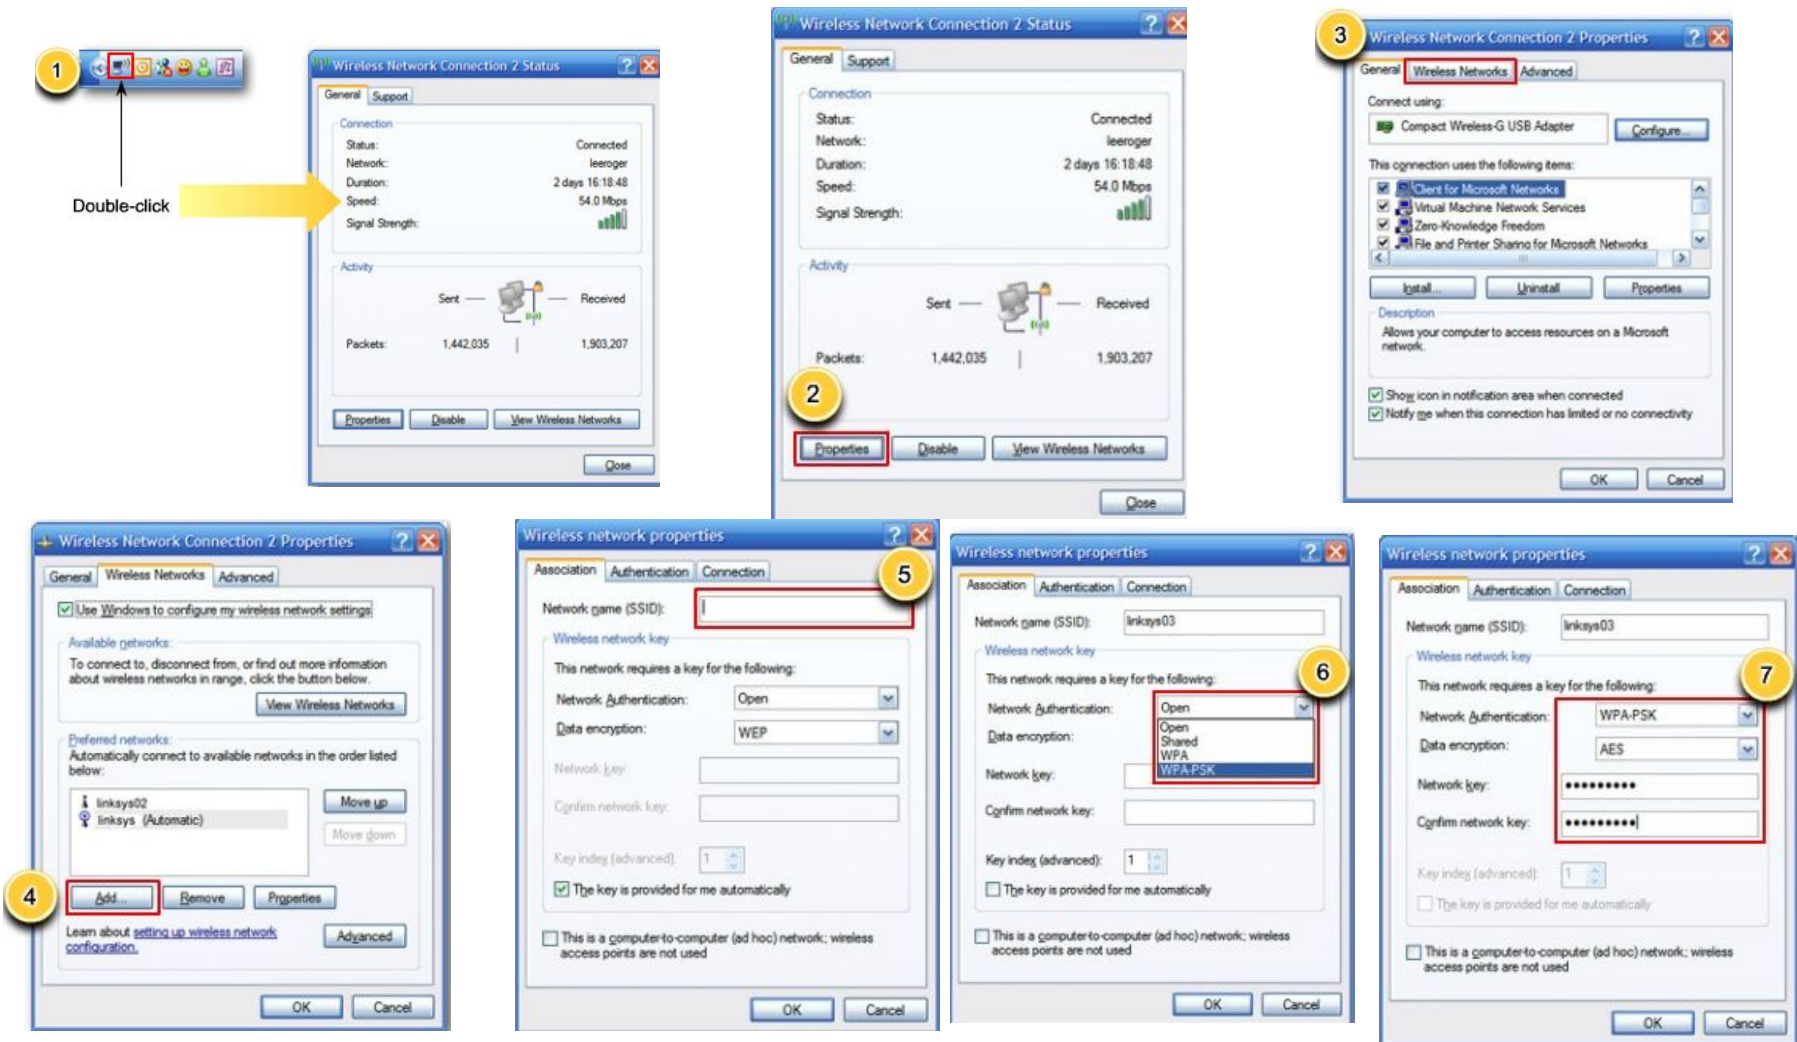 1
Double-click
Wireless Network Connection 2 Status
General Support
Connection
Status: Connected
Network: leeroger
Duration: 2 days 16:18:48
Speed: 54.0 Mbps
Signal Strength:
Activity
Sent Received
Packets: 1,442,035 1,903,207
Properties Disable View Wireless Networks
Close
Wireless Network Connection 2 Status
General Support
Connection
Status: Connected
Network: leeroger
Duration: 2 days 16:18:48
Speed: 54.0 Mbps
Signal Strength:
Activity
Sent Received
Packets: 1,442,035 1,903,207
2
Properties Disable View Wireless Networks
Close
3
Wireless Network Connection 2 Properties
General Wireless Networks Advanced
Connect using:
Compact Wireless-G USB Adapter Configure...
This connection uses the following items:
Client for Microsoft Networks
Virtual Machine Network Services
Zero-Knowledge Freedom
File and Printer Sharing for Microsoft Networks
Install... Uninstall Properties
Description
Allows your computer to access resources on a Microsoft
network.
Show icon in notification area when connected
Notify me when this connection has limited or no connectivity
OK Cancel
Wireless Network Connection 2 Properties
General Wireless Networks Advanced
Use Windows to configure my wireless network settings
Available networks:
To connect to, disconnect from, or find out more information
about wireless networks in range, click the button below.
View Wireless Networks
Preferred networks:
Automatically connect to available networks in the order listed
below:
linksys02 Move up
linksys (Automatic)
Move down
4
Add... Remove Properties
Learn about setting up wireless network
configuration. Advanced
OK Cancel
Wireless network properties
5
Association Authentication Connection
Network name (SSID):
Wireless network key
This network requires a key for the following:
Network Authentication: Open
Data encryption: WEP
Network key:
Confirm network key:
Key index (advanced): 1
The key is provided for me automatically
This is a computer-to-computer (ad hoc) network; wireless
access points are not used
OK Cancel
Wireless network properties
Association Authentication Connection
Network name (SSID): linksys03
Wireless network key
6
This network requires a key for the following:
Network Authentication: Open
Open
Data encryption: Shared
WPA
Network key: WPA-PSK
Confirm network key:
Key index (advanced): 1
The key is provided for me automatically
This is a computer-to-computer (ad hoc) network; wireless
access points are not used
OK Cancel
Wireless network properties
Association Authentication Connection
Network name (SSID): linksys03
Wireless network key
7
This network requires a key for the following:
Network Authentication: WPA-PSK
Data encryption: AES
Network key: •••••••••
Confirm network key: •••••••••
Key index (advanced): 1
The key is provided for me automatically
This is a computer-to-computer (ad hoc) network; wireless
access points are not used
OK Cancel